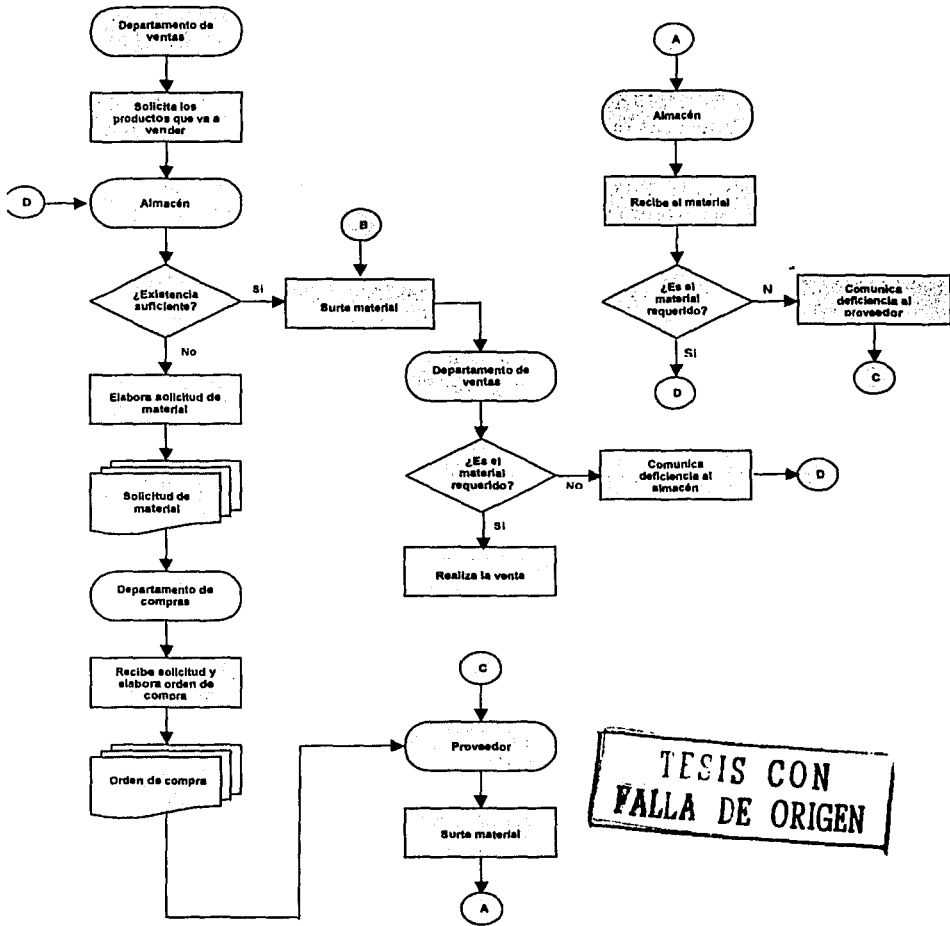 Departamento de
ventas
Solicita los
productos que va a
vender
D
Almacén
¿Existencia
suficiente?
Si
No
Elabora solicitud de
material
Solicitud de
material
Departamento de
compras
Recibe solicitud y
elabora orden de
compra
Orden de compra
B
Surte material
Departamento de
ventas
¿Es el
material
requerido?
No
Comunica
deficiencia al
almacén
D
Si
Realiza la venta
C
Proveedor
Surte material
A
A
Almacén
Recibe el material
¿Es el
material
requerido?
N
Comunica
deficiencia al
proveedor
C
Si
D
TESIS CON
FALLA DE ORIGEN